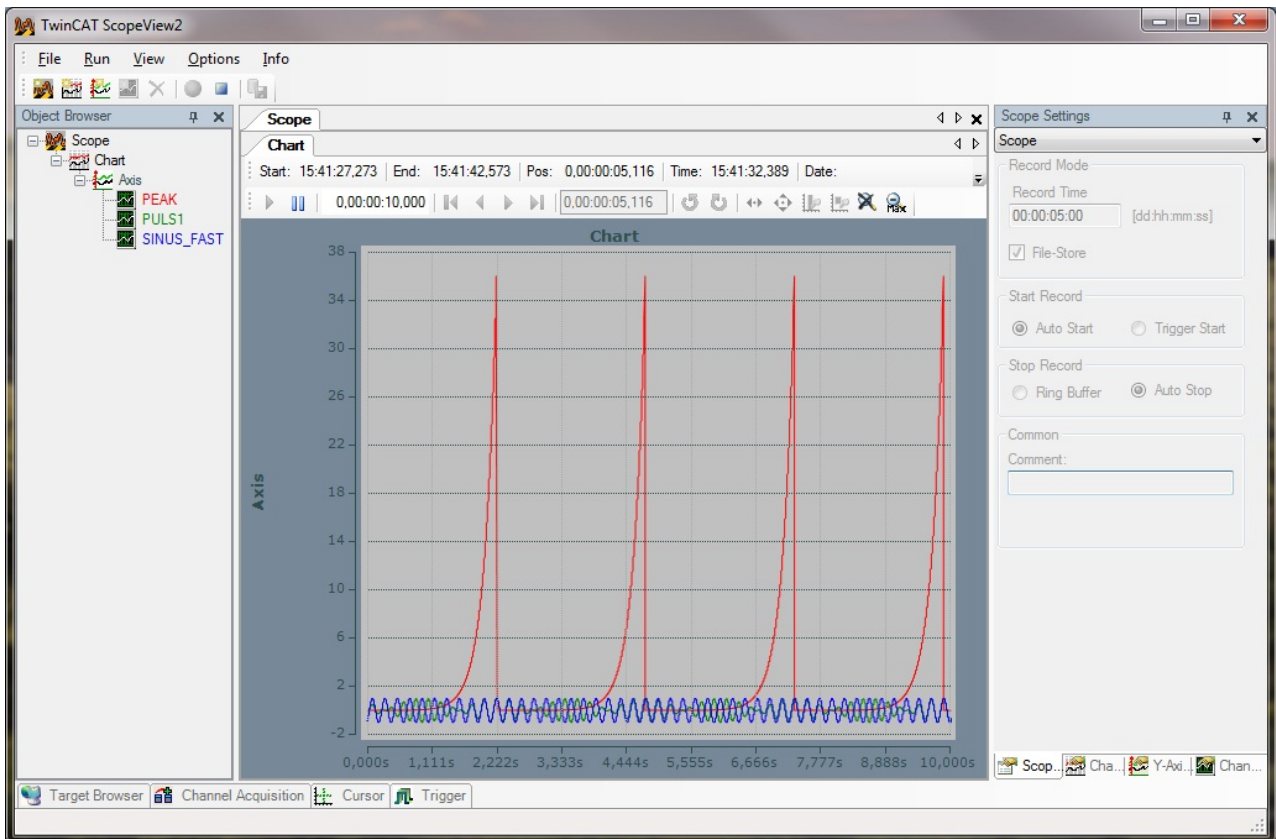 TwinCAT ScopeView2
File Run View Options Info
Object Browser
Scope
Chart
Axis
PEAK
PULS1
SINUS_FAST
Scope
Chart
Start: 15:41:27,273 End: 15:41:42,573 Pos: 0,00:00:05,116 Time: 15:41:32,389 Date:
0,00:00:10,000 0,00:00:05,116 Max
Chart
38
34
30
26
22
18
14
10
6
2
-2
Axis
0,000s 1,111s 2,222s 3,333s 4,444s 5,555s 6,666s 7,777s 8,888s 10,000s
Scope Settings
Scope
Record Mode
Record Time
00:00:05:00 [dd:hh:mm:ss]
File-Store
Start Record
Auto Start Trigger Start
Stop Record
Ring Buffer Auto Stop
Common
Comment:
Scop... Cha... Y-Axi... Chan...
Target Browser Channel Acquisition Cursor Trigger